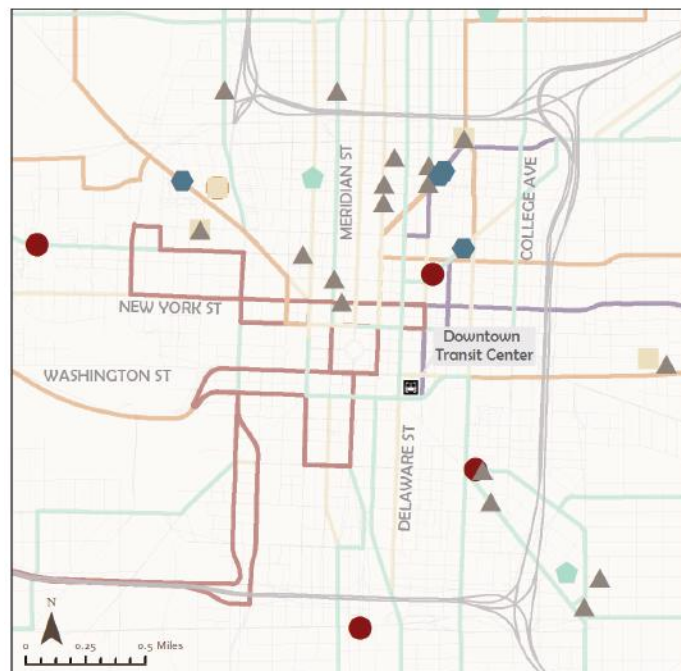 MERIDIAN ST
COLLEGE AVE
NEW YORK ST
Downtown
Transit Center
WASHINGTON ST
DELAWARE ST
N
0 0.25 0.5 Miles